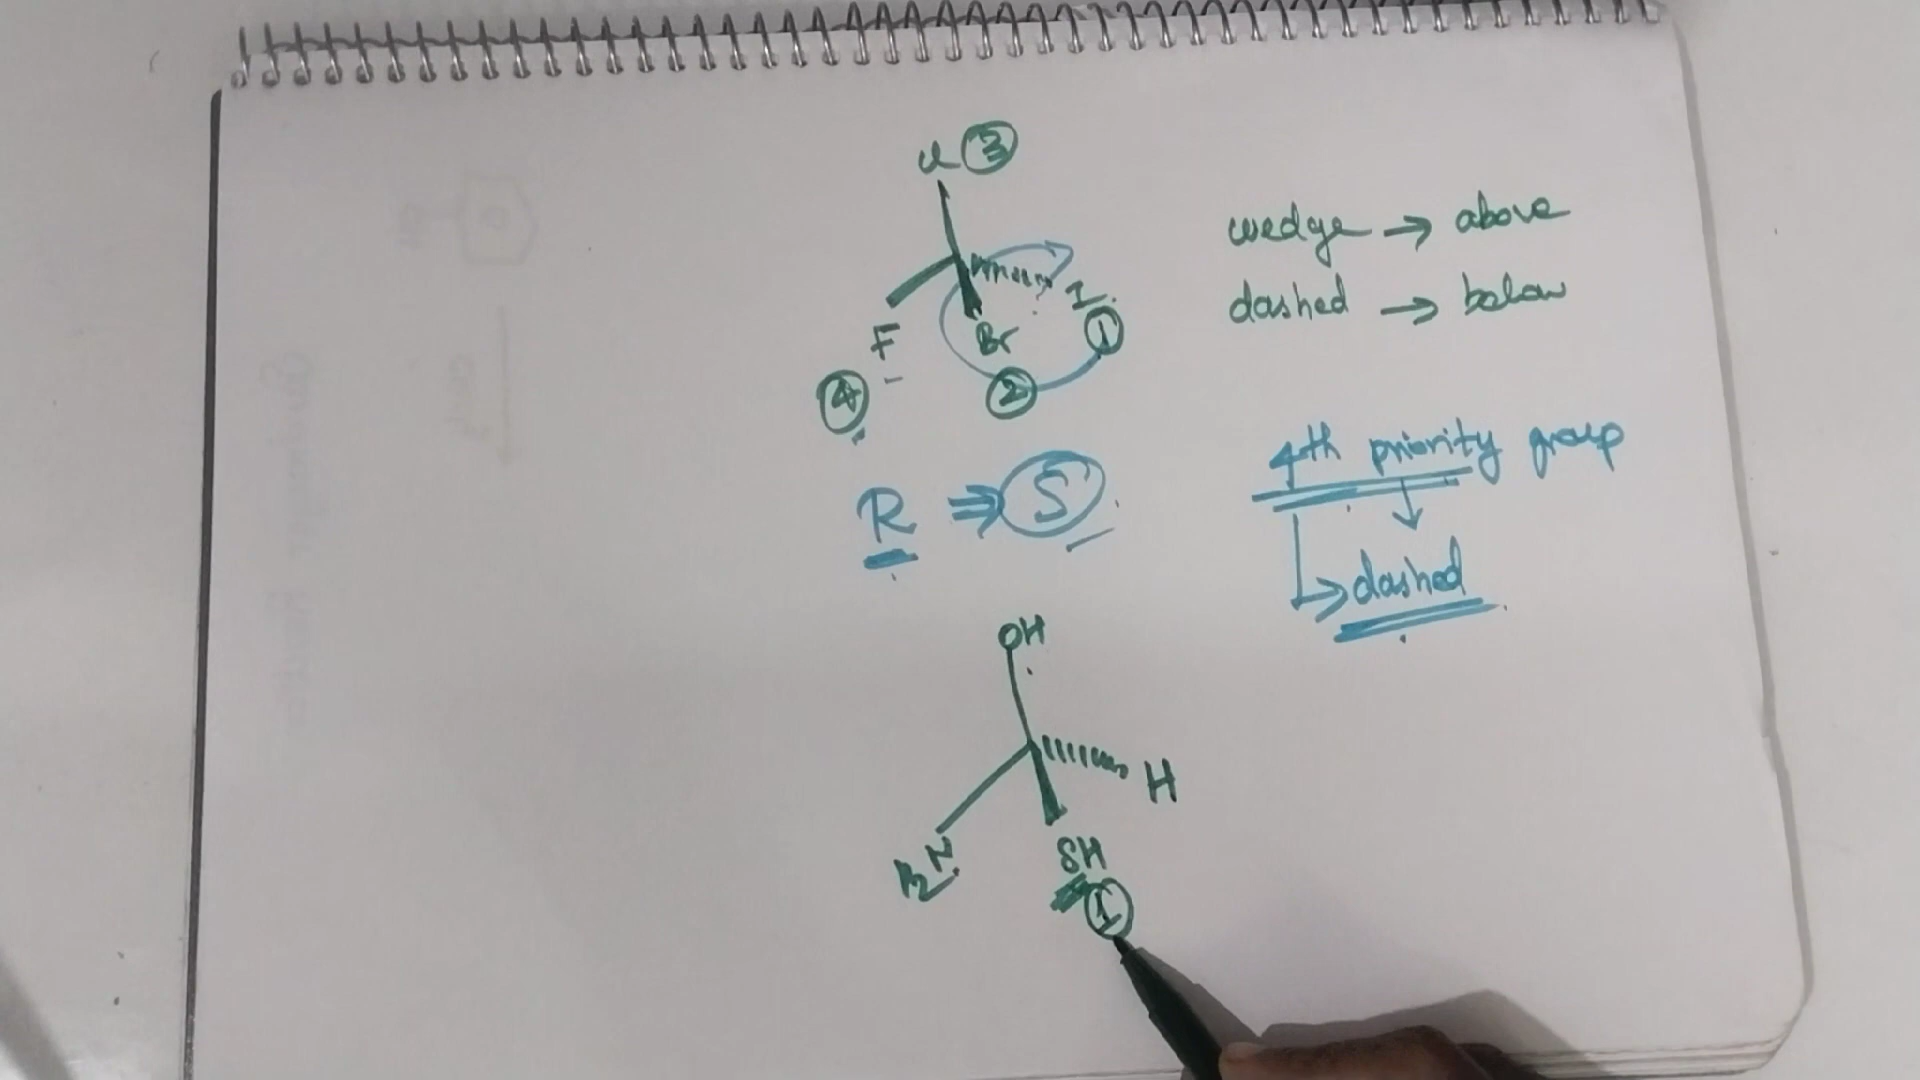 Cl ③
I
F Br ①
④ ②
wedge → above
dashed → below
R ⇒ S
4th priority group
↓
↳ dashed
OH
H
H₂N SH
①